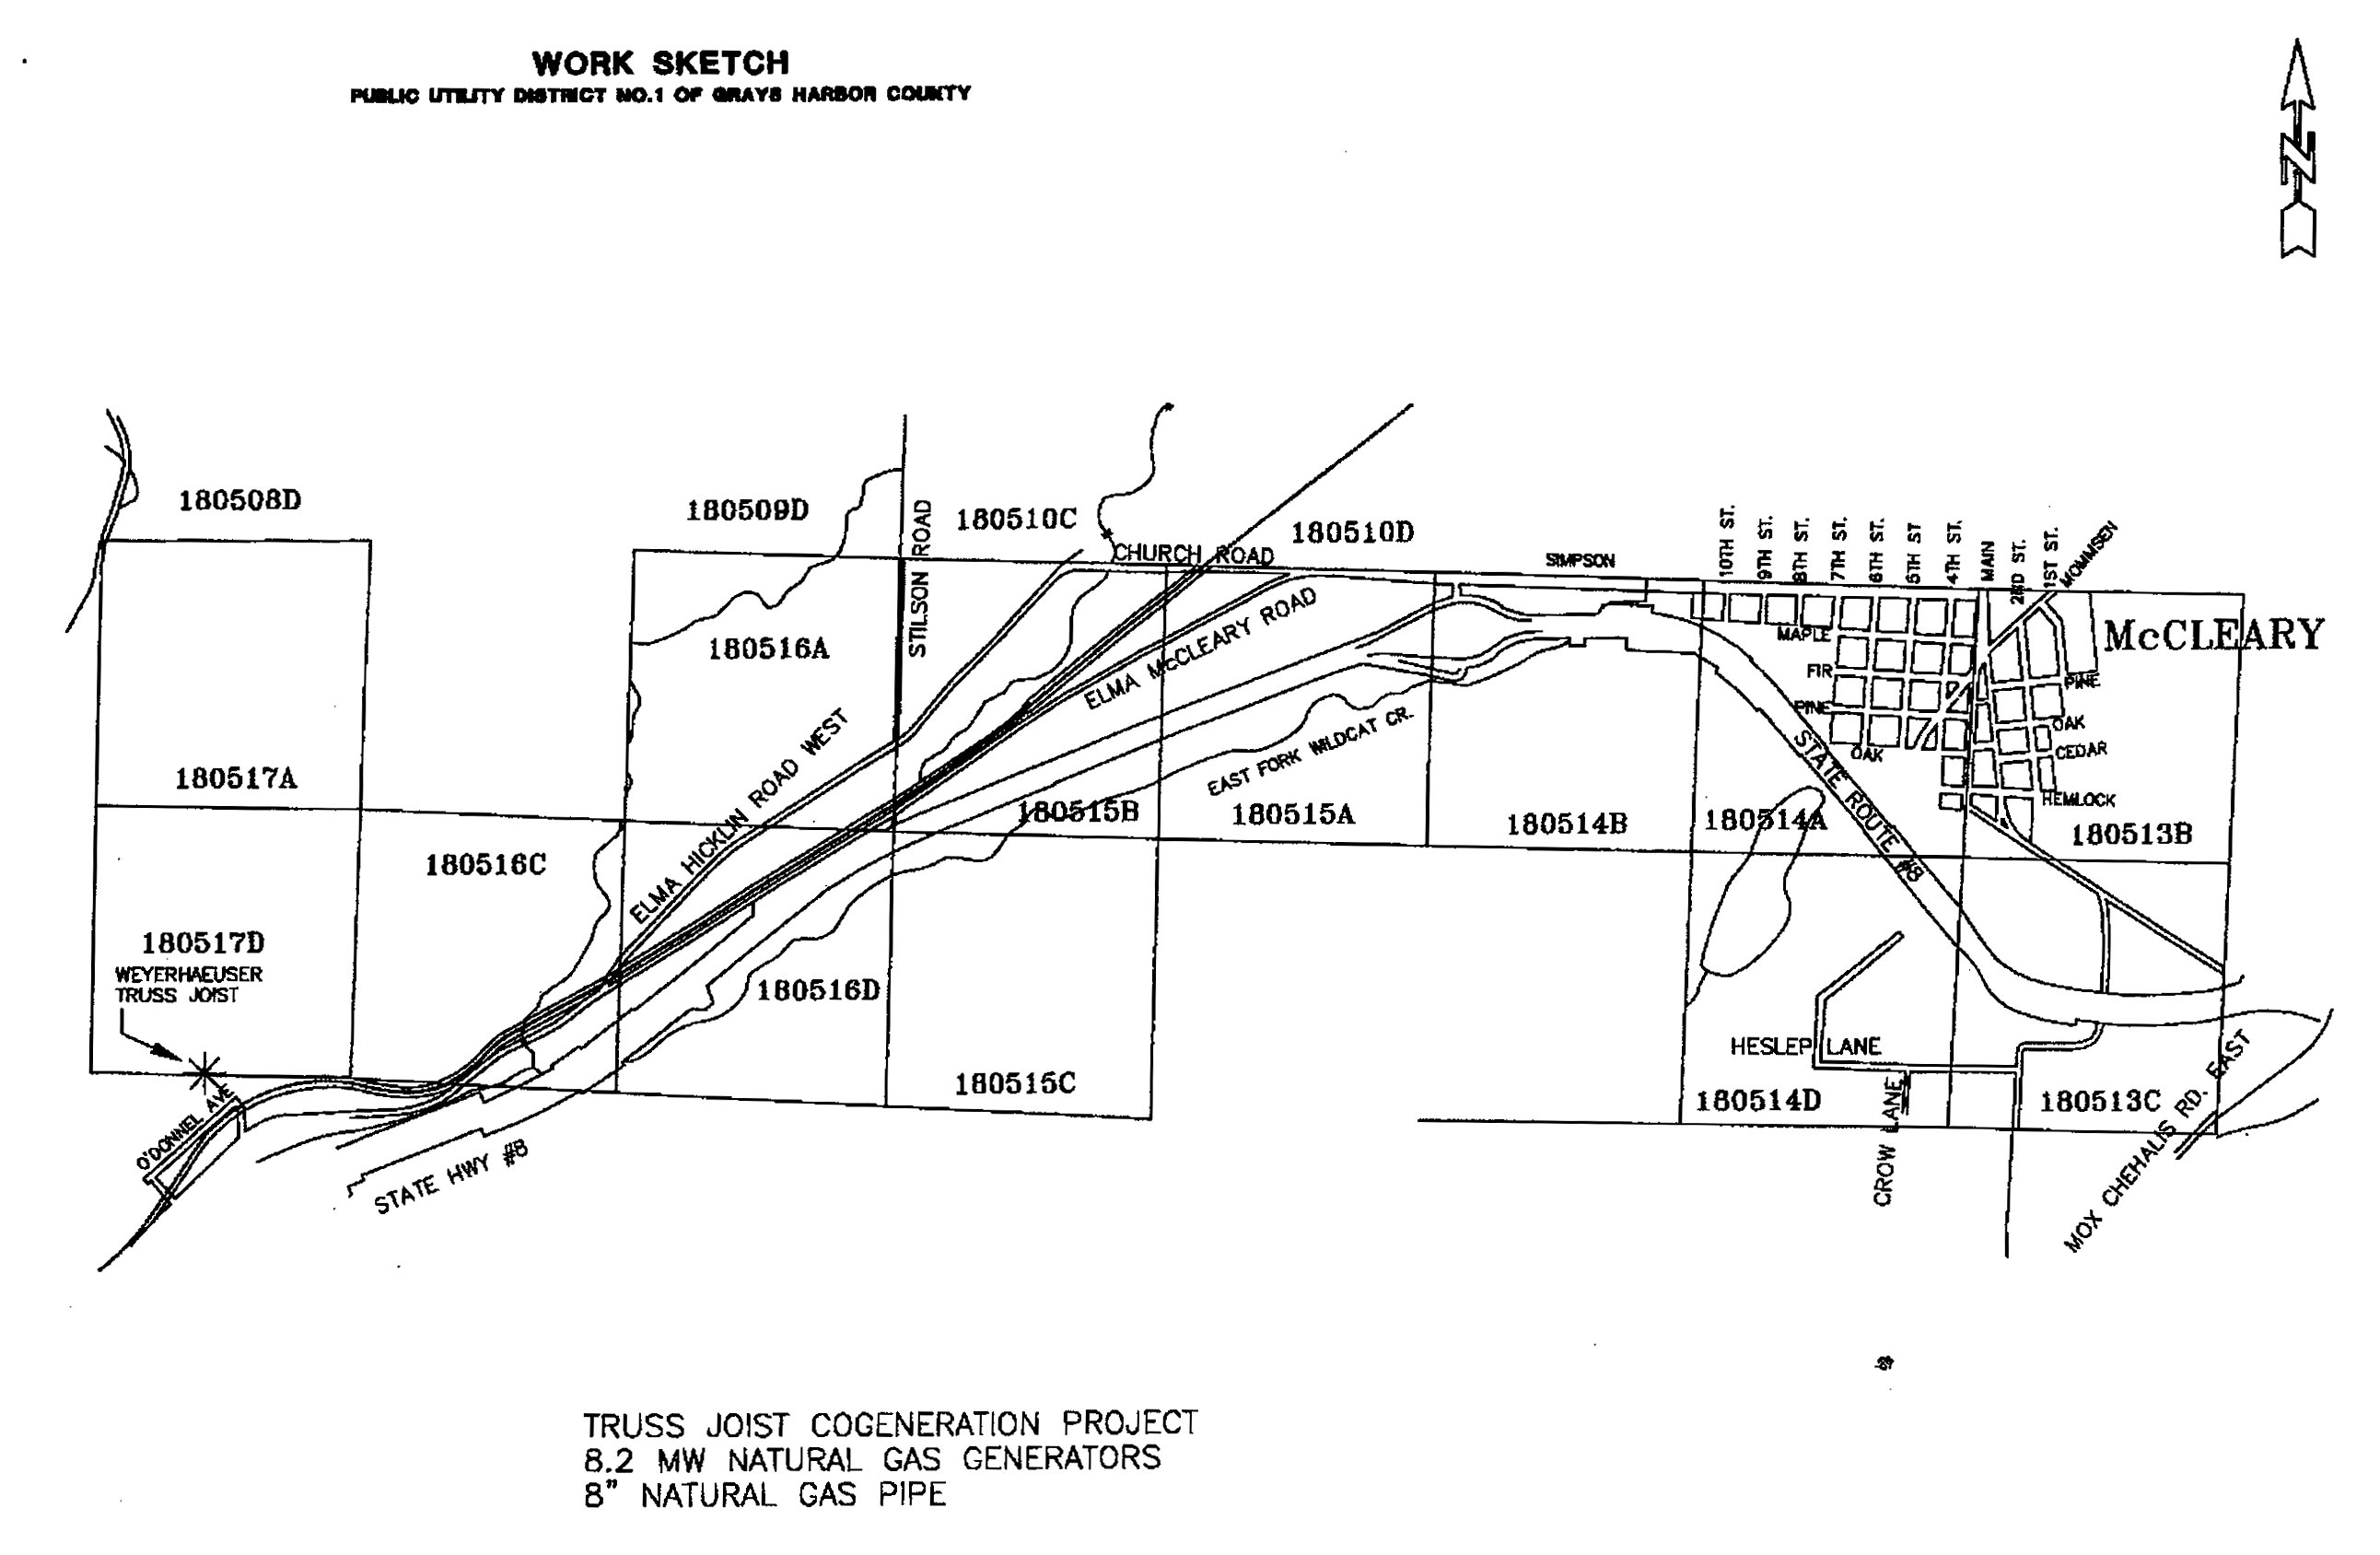 WORK SKETCH
PUBLIC UTILITY DISTRICT NO.1 OF GRAYS HARBOR COUNTY
N
180508D
180509D
STILSON ROAD
180510C
CHURCH ROAD
180510D
SIMPSON
10TH ST.
9TH ST.
8TH ST.
7TH ST.
6TH ST.
5TH ST
4TH ST.
MAIN
2ND ST.
1ST ST.
MOMMSEN
McCLEARY
MAPLE
FIR
PINE
OAK
PINE
OAK
CEDAR
HEMLOCK
180516A
ELMA McCLEARY ROAD
ELMA HICKLIN ROAD WEST
EAST FORK WILDCAT CR.
STATE ROUTE #8
180517A
180515B
180515A
180514B
180514A
180513B
180516C
180517D
WEYERHAEUSER
TRUSS JOIST
180516D
180515C
HESLEP LANE
180514D
CROW LANE
180513C
MOX CHEHALIS RD. EAST
O'DONNEL AVE
STATE HWY #8
TRUSS JOIST COGENERATION PROJECT
8.2 MW NATURAL GAS GENERATORS
8" NATURAL GAS PIPE